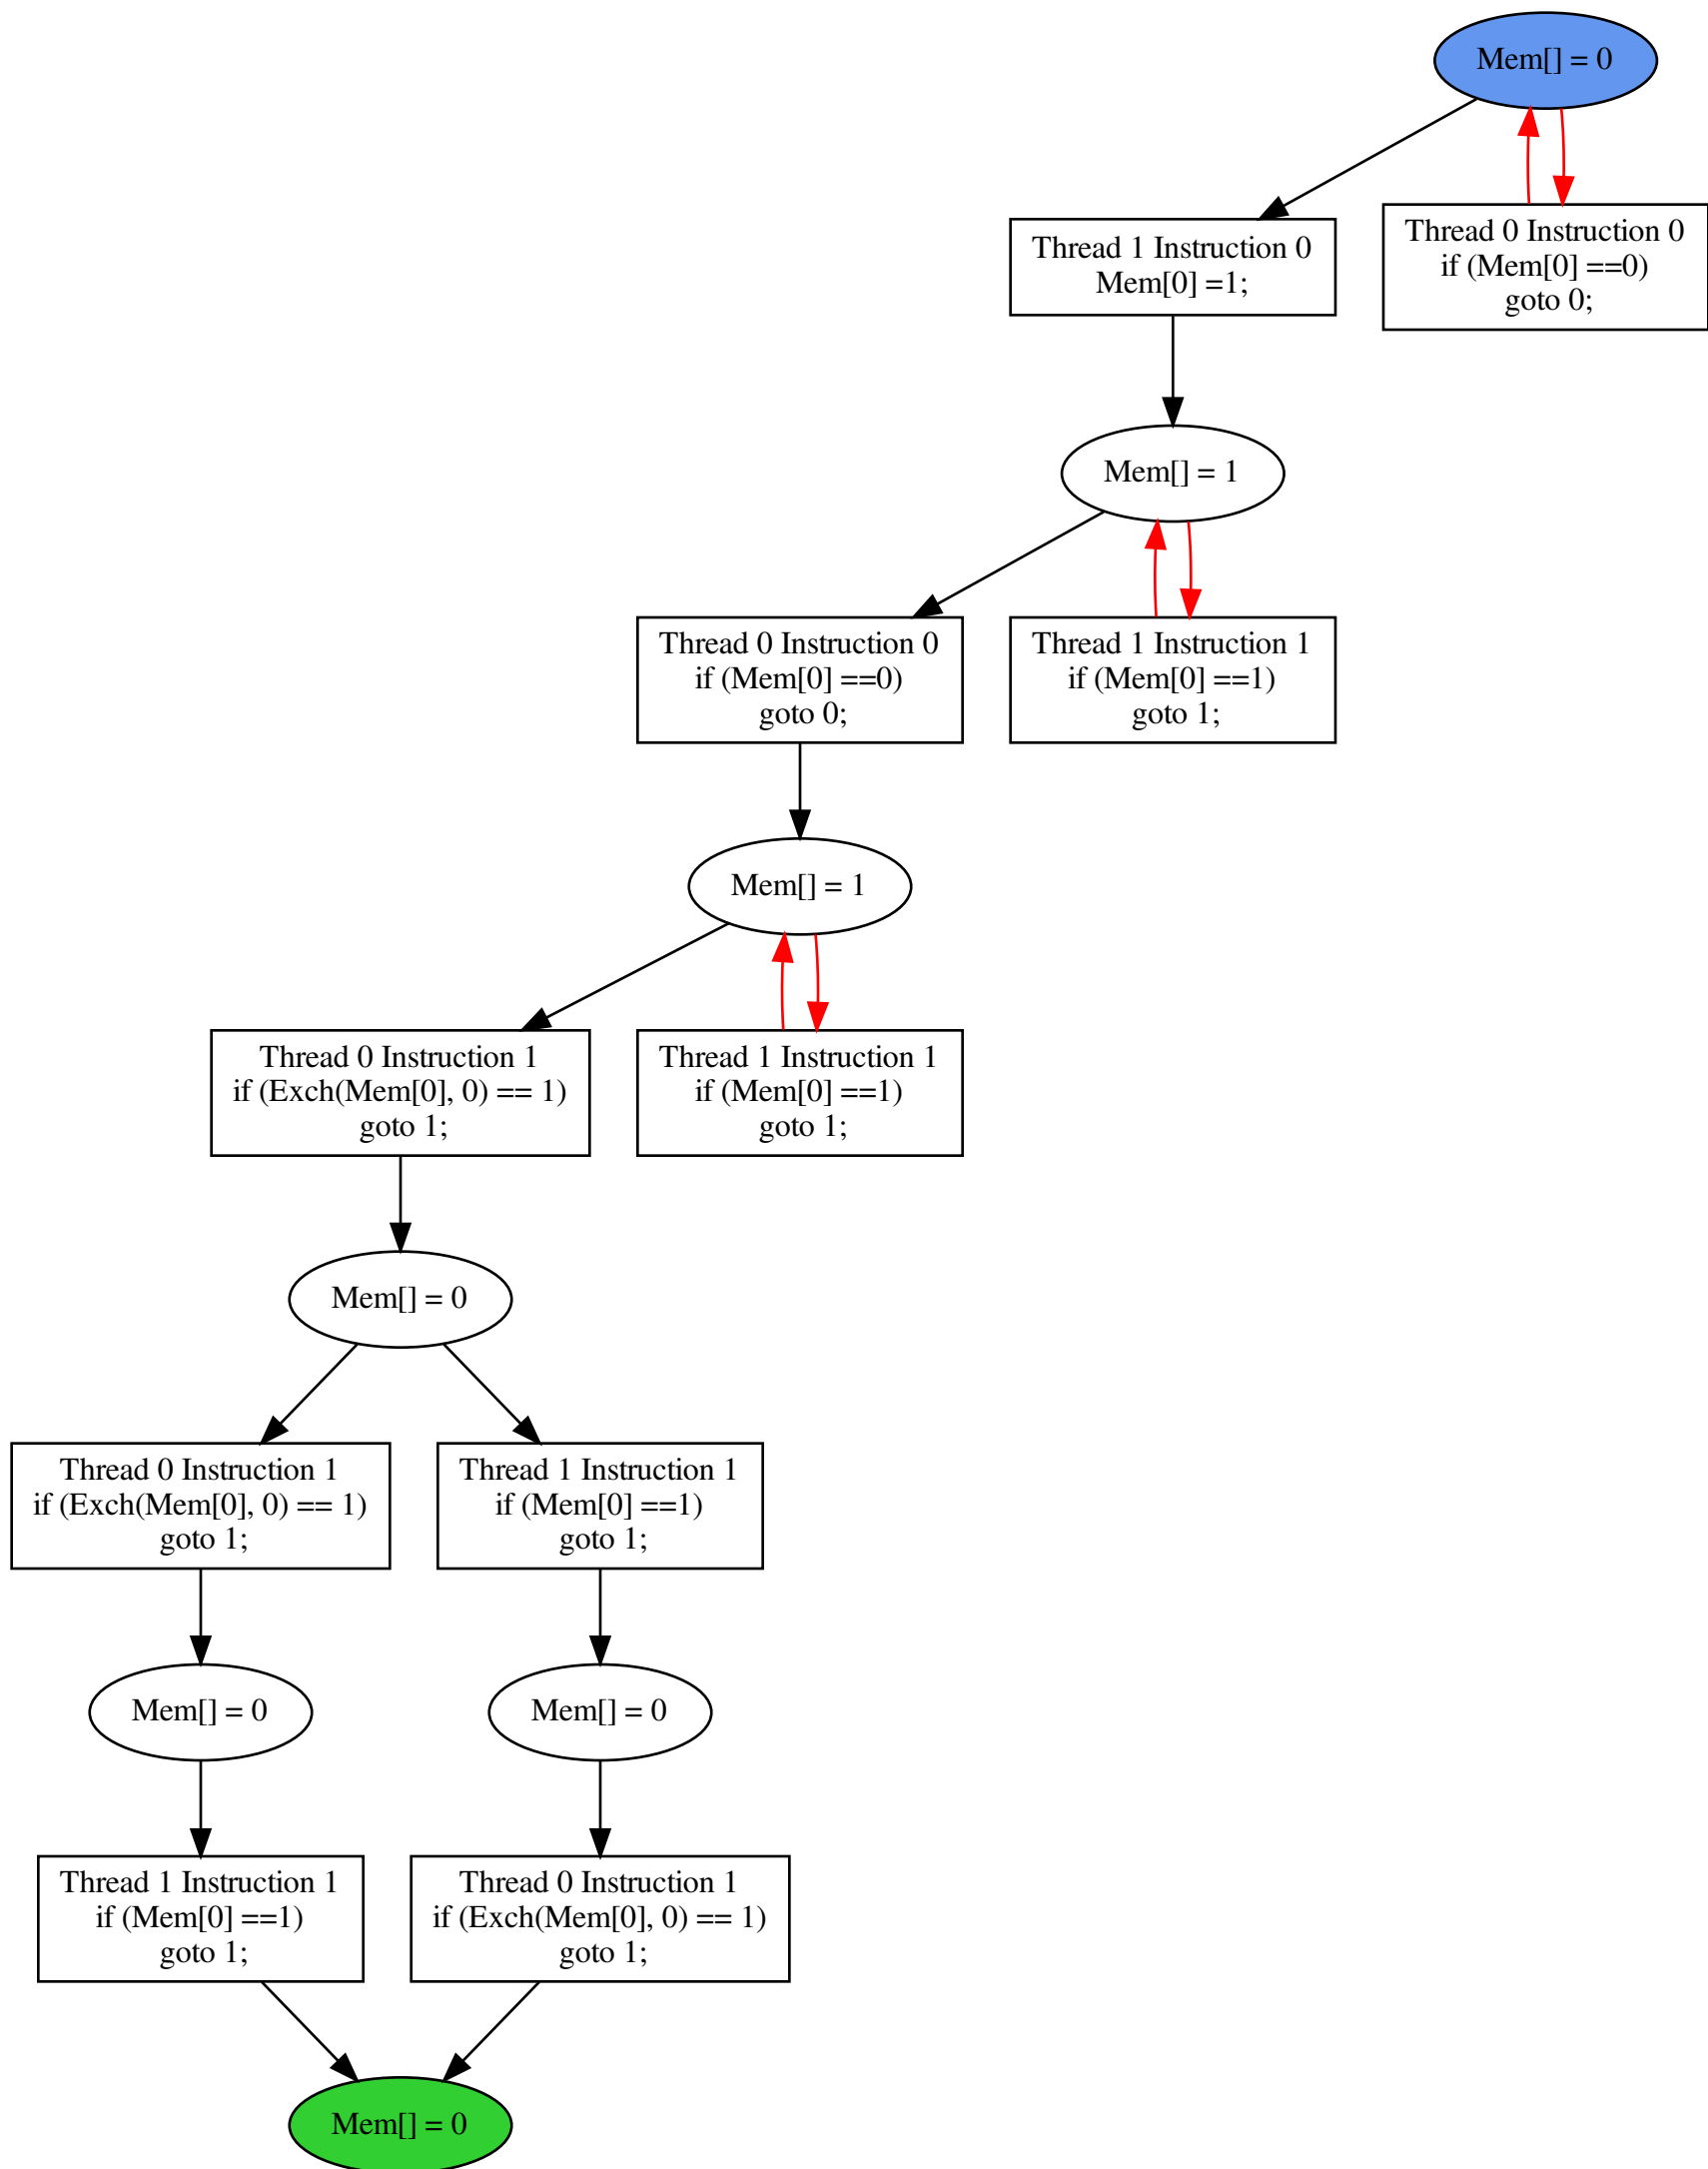 Mem[] = 0
Thread 1 Instruction 0
Mem[0] =1;
Thread 0 Instruction 0
if (Mem[0] ==0)
goto 0;
Mem[] = 1
Thread 0 Instruction 0
if (Mem[0] ==0)
goto 0;
Thread 1 Instruction 1
if (Mem[0] ==1)
goto 1;
Mem[] = 1
Thread 0 Instruction 1
if (Exch(Mem[0], 0) == 1)
goto 1;
Thread 1 Instruction 1
if (Mem[0] ==1)
goto 1;
Mem[] = 0
Thread 0 Instruction 1
if (Exch(Mem[0], 0) == 1)
goto 1;
Thread 1 Instruction 1
if (Mem[0] ==1)
goto 1;
Mem[] = 0
Mem[] = 0
Thread 1 Instruction 1
if (Mem[0] ==1)
goto 1;
Thread 0 Instruction 1
if (Exch(Mem[0], 0) == 1)
goto 1;
Mem[] = 0